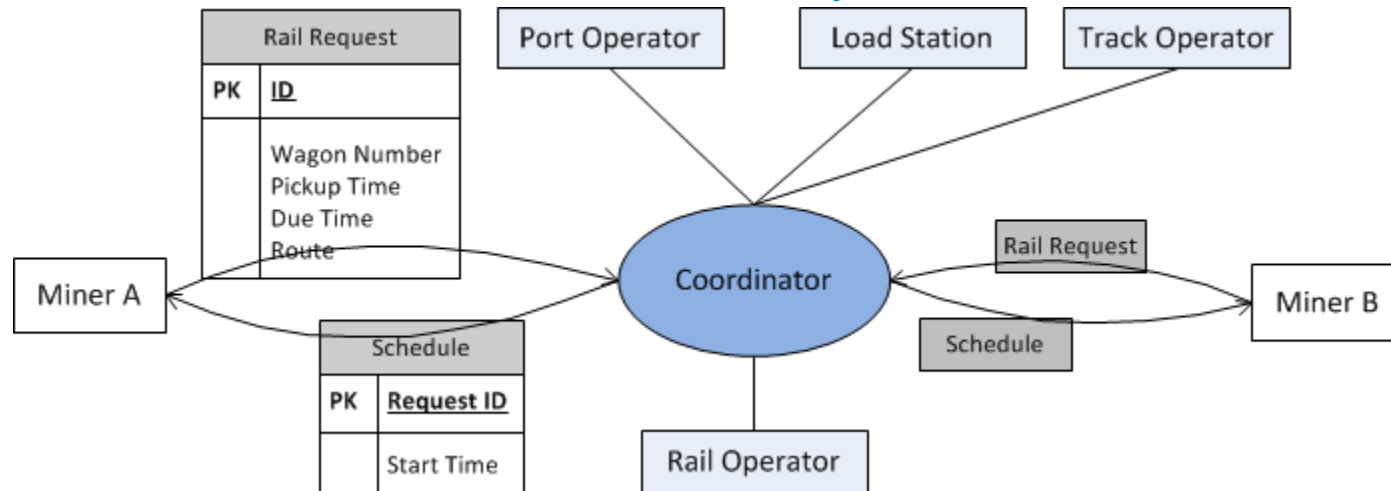 Rail Request
PK ID
Wagon Number
Pickup Time
Due Time
Route
Port Operator
Load Station
Track Operator
Miner A
Coordinator
Rail Request
Schedule
Miner B
Schedule
PK Request ID
Start Time
Rail Operator